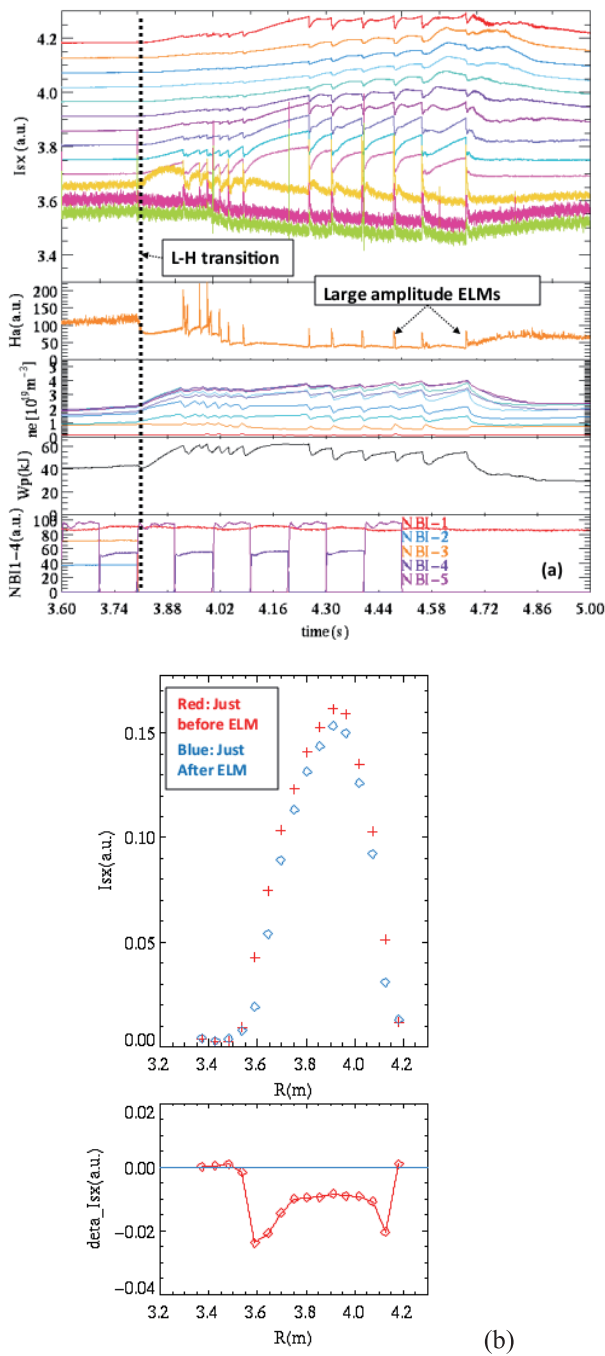 4.2
4.0
Isx (a.u.)
3.8
3.6
3.4
L-H transition
Large amplitude ELMs
200
150
100
50
0
Ha(a.u.)
5
4
3
2
1
0
ne [10¹⁹m⁻³]
60
40
20
0
Wp(kJ)
100
80
60
40
20
0
NBI1-4(a.u.)
NBI-1
NBI-2
NBI-3
NBI-4
NBI-5
(a)
3.60 3.74 3.88 4.02 4.16 4.30 4.44 4.58 4.72 4.86 5.00
time(s)
Red: Just
before ELM
Blue: Just
After ELM
0.15
0.10
0.05
0.00
Isx(a.u.)
3.2 3.4 3.6 3.8 4.0 4.2
R(m)
0.02
0.00
-0.02
-0.04
deta_Isx(a.u.)
3.2 3.4 3.6 3.8 4.0 4.2
R(m)
(b)